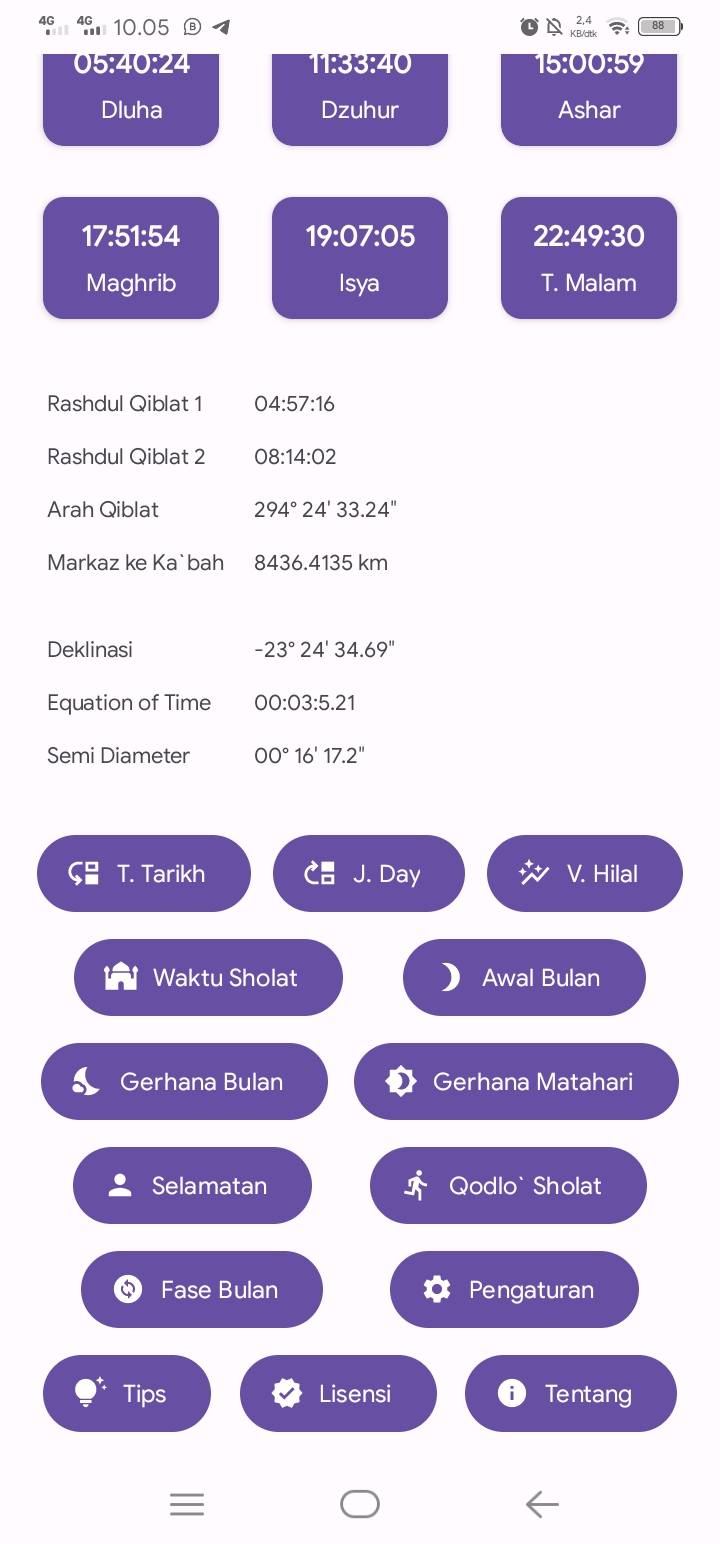 4G 4G 10.05 2,4 KB/dtk 88
05:40:24 11:33:40 15:00:59
Dluha Dzuhur Ashar
17:51:54 19:07:05 22:49:30
Maghrib Isya T. Malam
Rashdul Qiblat 1 04:57:16
Rashdul Qiblat 2 08:14:02
Arah Qiblat 294° 24' 33.24"
Markaz ke Ka`bah 8436.4135 km
Deklinasi -23° 24' 34.69"
Equation of Time 00:03:5.21
Semi Diameter 00° 16' 17.2"
T. Tarikh J. Day V. Hilal
Waktu Sholat Awal Bulan
Gerhana Bulan Gerhana Matahari
Selamatan Qodlo` Sholat
Fase Bulan Pengaturan
Tips Lisensi Tentang